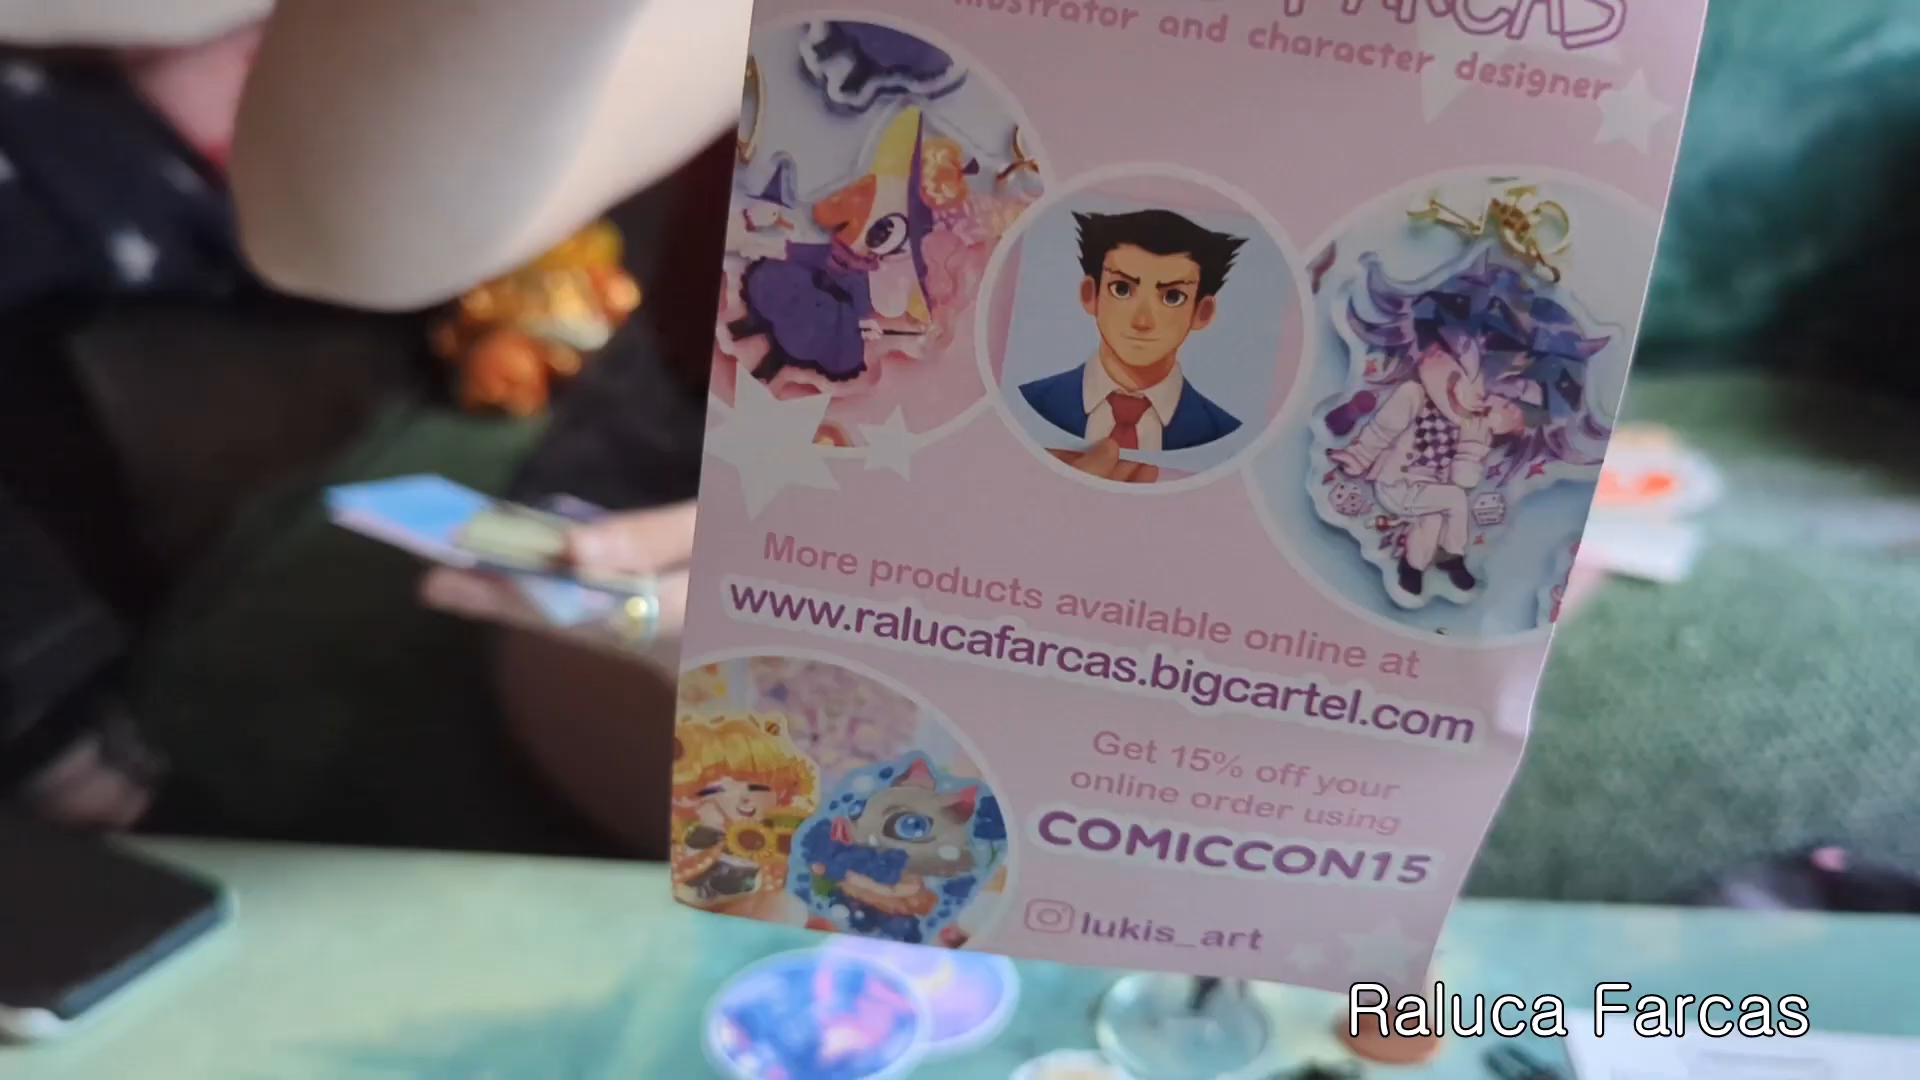 FARCAS
illustrator and character designer
More products available online at
www.ralucafarcas.bigcartel.com
Get 15% off your
online order using
COMICCON15
lukis_art
Raluca Farcas